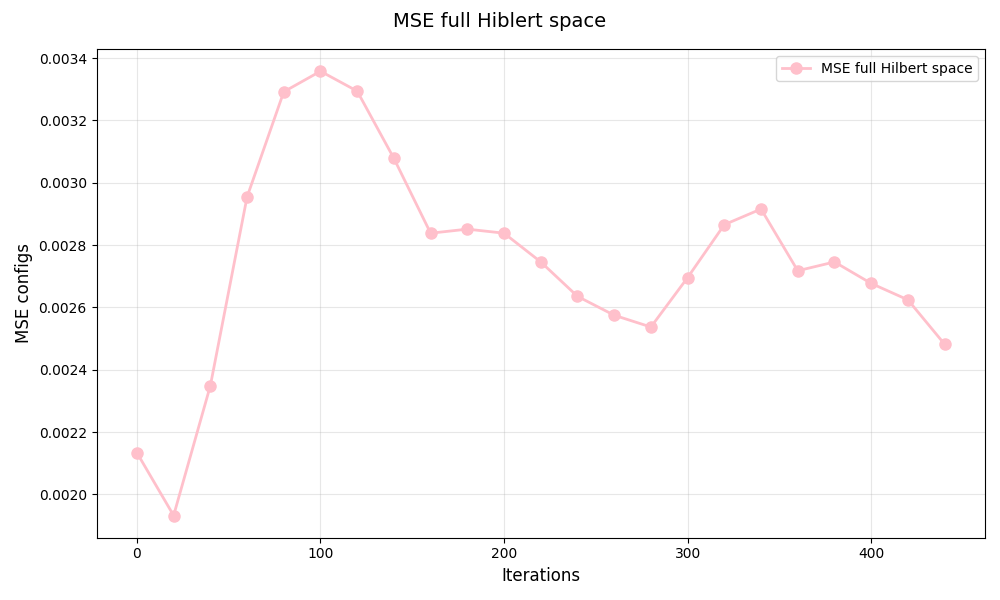 MSE full Hiblert space
MSE full Hilbert space
MSE configs
0.0034
0.0032
0.0030
0.0028
0.0026
0.0024
0.0022
0.0020
0 100 200 300 400
Iterations